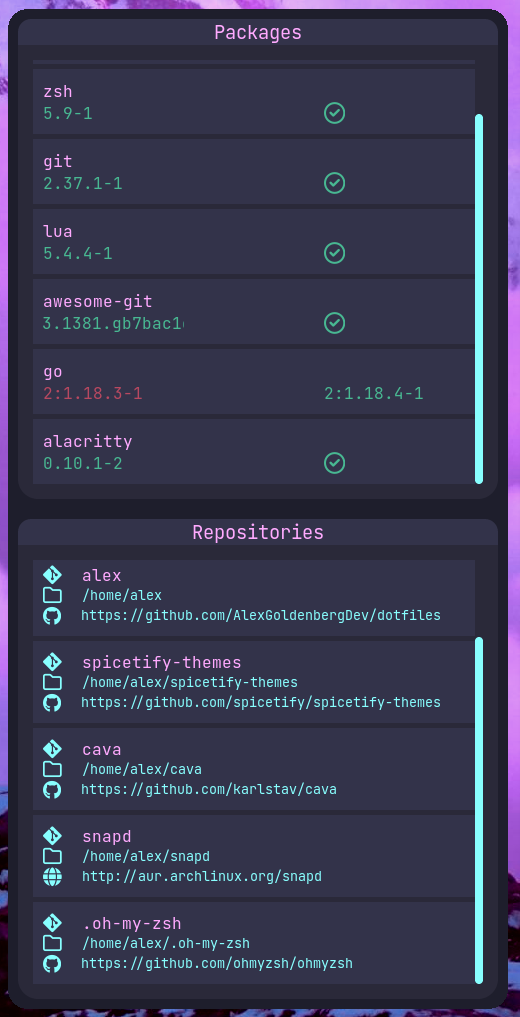 Packages
zsh
5.9-1
git
2.37.1-1
lua
5.4.4-1
awesome-git
3.1381.gb7bac1
go
2:1.18.3-1 2:1.18.4-1
alacritty
0.10.1-2
Repositories
alex
/home/alex
https://github.com/AlexGoldenbergDev/dotfiles
spicetify-themes
/home/alex/spicetify-themes
https://github.com/spicetify/spicetify-themes
cava
/home/alex/cava
https://github.com/karlstav/cava
snapd
/home/alex/snapd
http://aur.archlinux.org/snapd
.oh-my-zsh
/home/alex/.oh-my-zsh
https://github.com/ohmyzsh/ohmyzsh